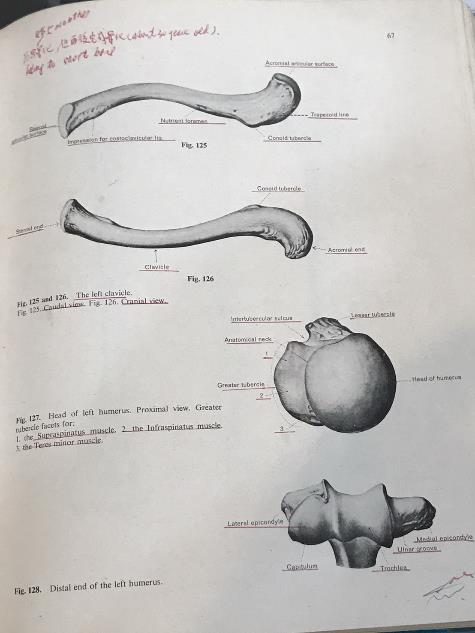 67
Acromial articular surface
Trapezoid line
Nutrient foramen
Sternal articular surface
Impression for costoclavicular lig.
Conoid tubercle
Fig. 125
Conoid tubercle
Sternal end
Acromial end
Clavicle
Fig. 126
Fig. 125 and 126. The left clavicle.
Fig. 125. Caudal view. Fig. 126. Cranial view.
Intertubercular sulcus
Lesser tubercle
Anatomical neck
1
Greater tubercle
Head of humerus
2
3
Fig. 127. Head of left humerus. Proximal view. Greater
tubercle facets for:
1. the Supraspinatus muscle, 2. the Infraspinatus muscle,
3. the Teres minor muscle.
Lateral epicondyle
Medial epicondyle
Ulnar groove
Capitulum
Trochlea
Fig. 128. Distal end of the left humerus.